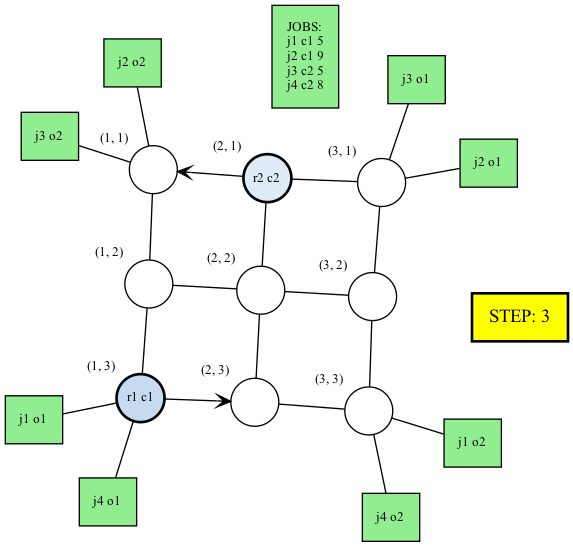 JOBS:
j1 c1 5
j2 c1 9
j3 c2 5
j4 c2 8
j2 o2
j3 o1
j3 o2
(1, 1)
(2, 1)
(3, 1)
j2 o1
r2 c2
(1, 2)
(2, 2)
(3, 2)
STEP: 3
(1, 3)
(2, 3)
(3, 3)
r1 c1
j1 o1
j1 o2
j4 o1
j4 o2